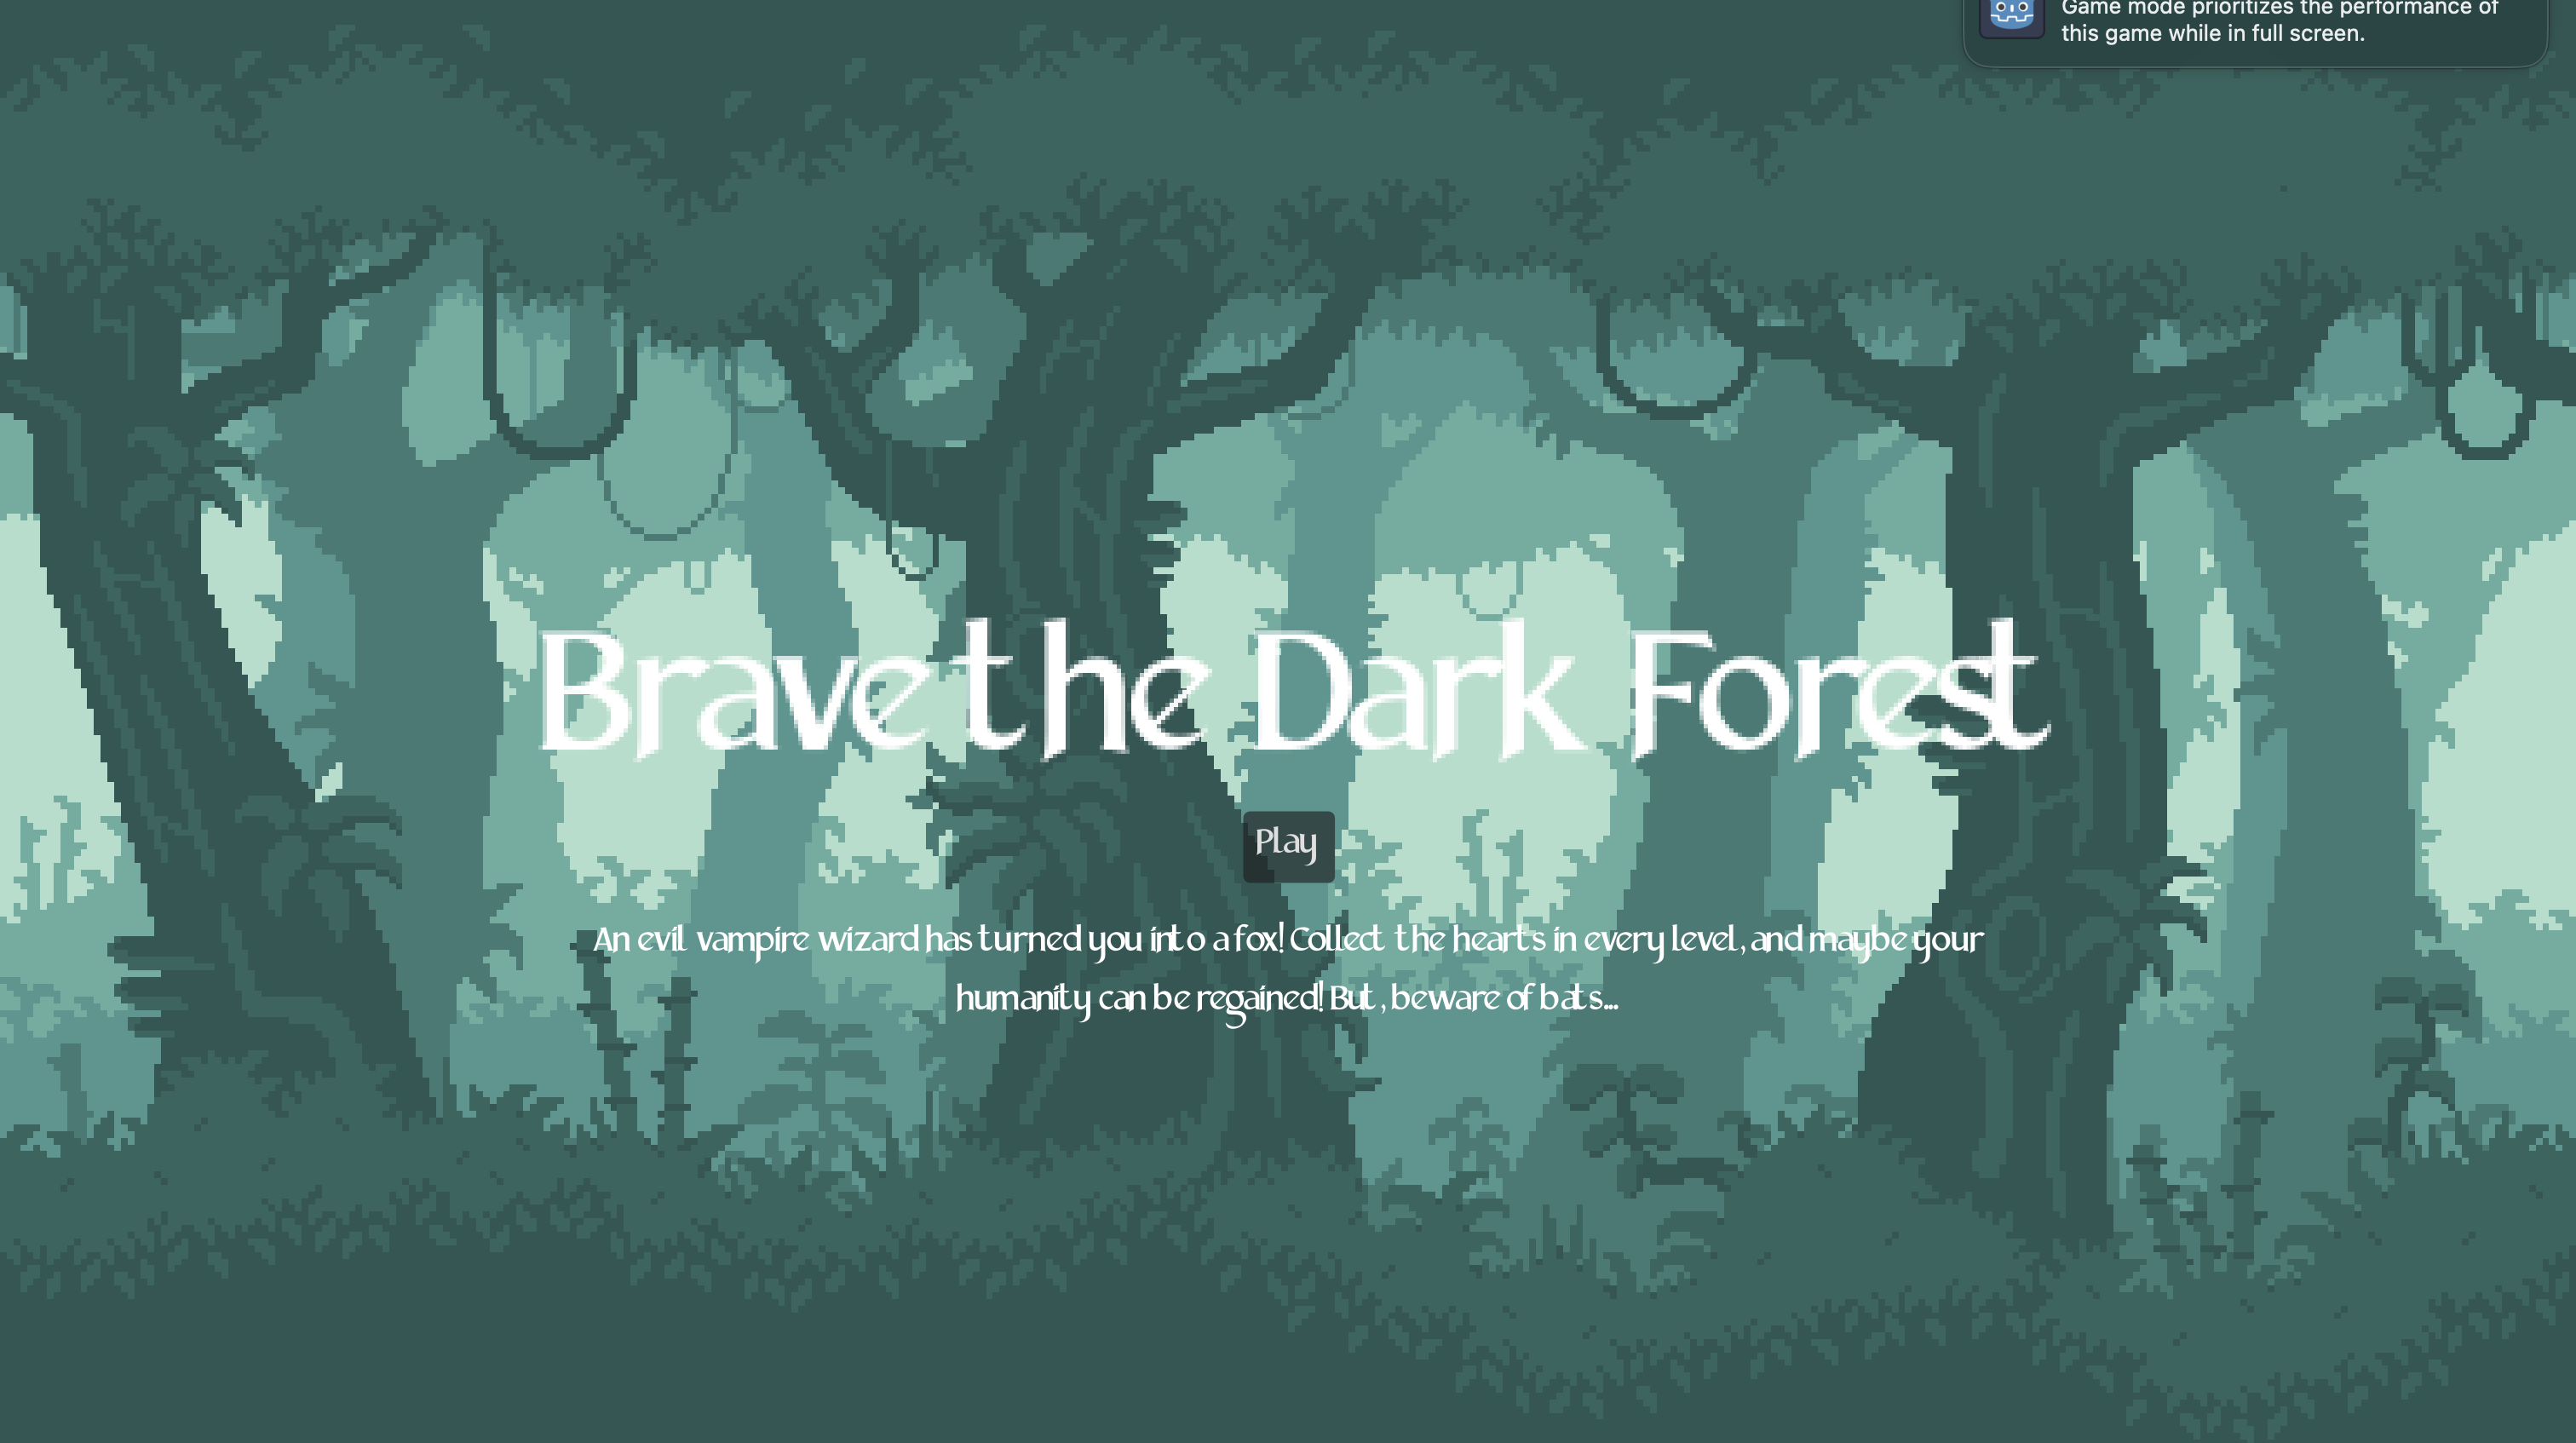 Game mode prioritizes the performance of
this game while in full screen.
Brave the Dark Forest
Play
An evil vampire wizard has turned you into a fox! Collect the hearts in every level, and maybe your
humanity can be regained! But, beware of bats...